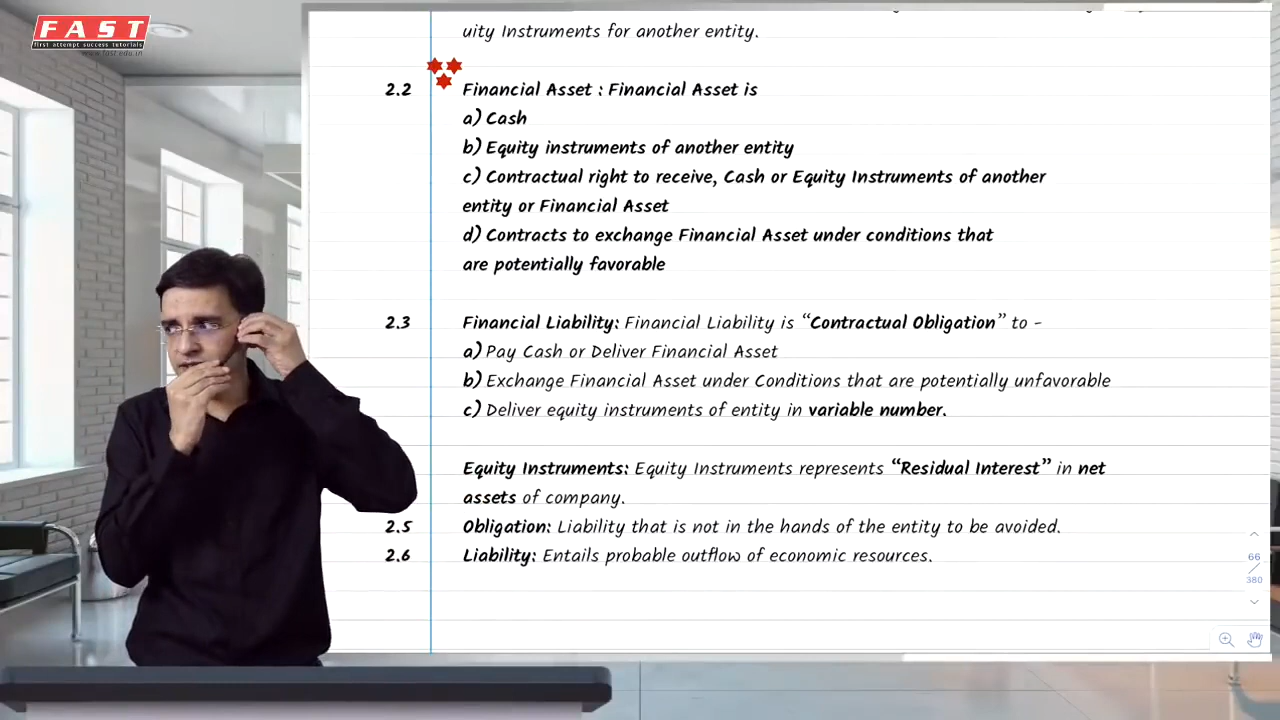 FAST
first attempt success tutorials
www.fast.edu.in
uity Instruments for another entity.
2.2 Financial Asset : Financial Asset is
a) Cash
b) Equity instruments of another entity
c) Contractual right to receive, Cash or Equity Instruments of another
entity or Financial Asset
d) Contracts to exchange Financial Asset under conditions that
are potentially favorable
2.3 Financial Liability: Financial Liability is “Contractual Obligation” to -
a) Pay Cash or Deliver Financial Asset
b) Exchange Financial Asset under Conditions that are potentially unfavorable
c) Deliver equity instruments of entity in variable number.
Equity Instruments: Equity Instruments represents “Residual Interest” in net
assets of company.
2.5 Obligation: Liability that is not in the hands of the entity to be avoided.
2.6 Liability: Entails probable outflow of economic resources.
66
380